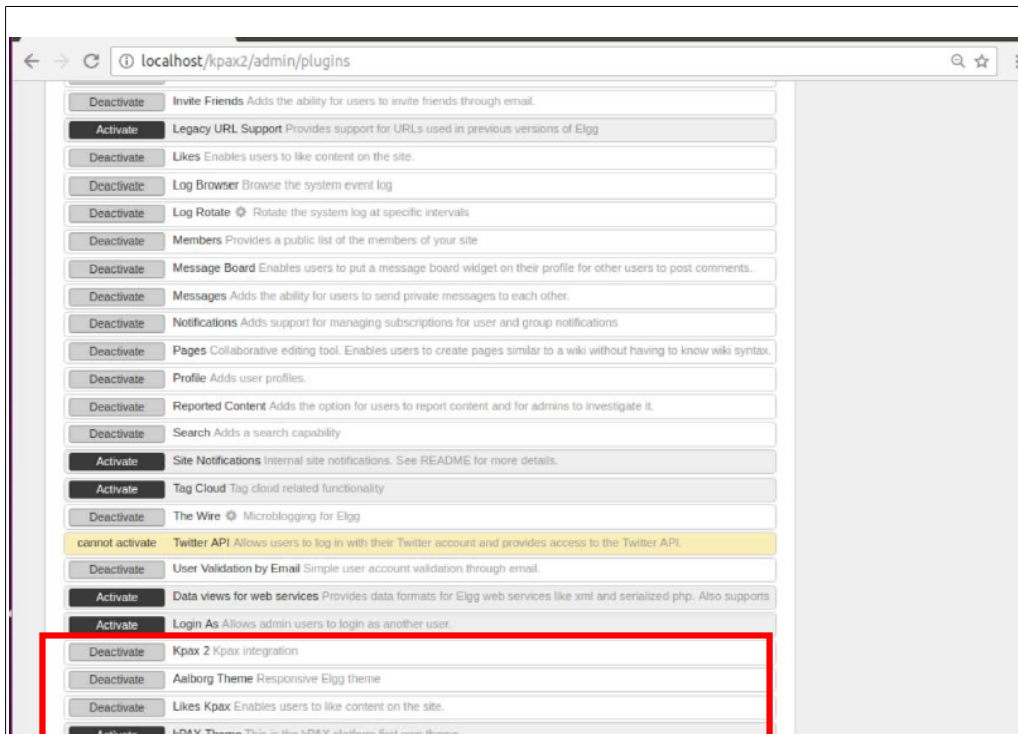 localhost/kpax2/admin/plugins
Deactivate Invite Friends Adds the ability for users to invite friends through email.
Activate Legacy URL Support Provides support for URLs used in previous versions of Elgg
Deactivate Likes Enables users to like content on the site.
Deactivate Log Browser Browse the system event log
Deactivate Log Rotate Rotate the system log at specific intervals
Deactivate Members Provides a public list of the members of your site
Deactivate Message Board Enables users to put a message board widget on their profile for other users to post comments.
Deactivate Messages Adds the ability for users to send private messages to each other.
Deactivate Notifications Adds support for managing subscriptions for user and group notifications
Deactivate Pages Collaborative editing tool. Enables users to create pages similar to a wiki without having to know wiki syntax.
Deactivate Profile Adds user profiles.
Deactivate Reported Content Adds the option for users to report content and for admins to investigate it.
Deactivate Search Adds a search capability
Activate Site Notifications Internal site notifications. See README for more details.
Activate Tag Cloud Tag cloud related functionality
Deactivate The Wire Microblogging for Elgg
cannot activate Twitter API Allows users to log in with their Twitter account and provides access to the Twitter API.
Deactivate User Validation by Email Simple user account validation through email.
Activate Data views for web services Provides data formats for Elgg web services like xml and serialized php. Also supports
Activate Login As Allows admin users to login as another user.
Deactivate Kpax 2 Kpax integration
Deactivate Aalborg Theme Responsive Elgg theme
Deactivate Likes Kpax Enables users to like content on the site.
Activate kPAX Theme This is the kPAX platform first own theme